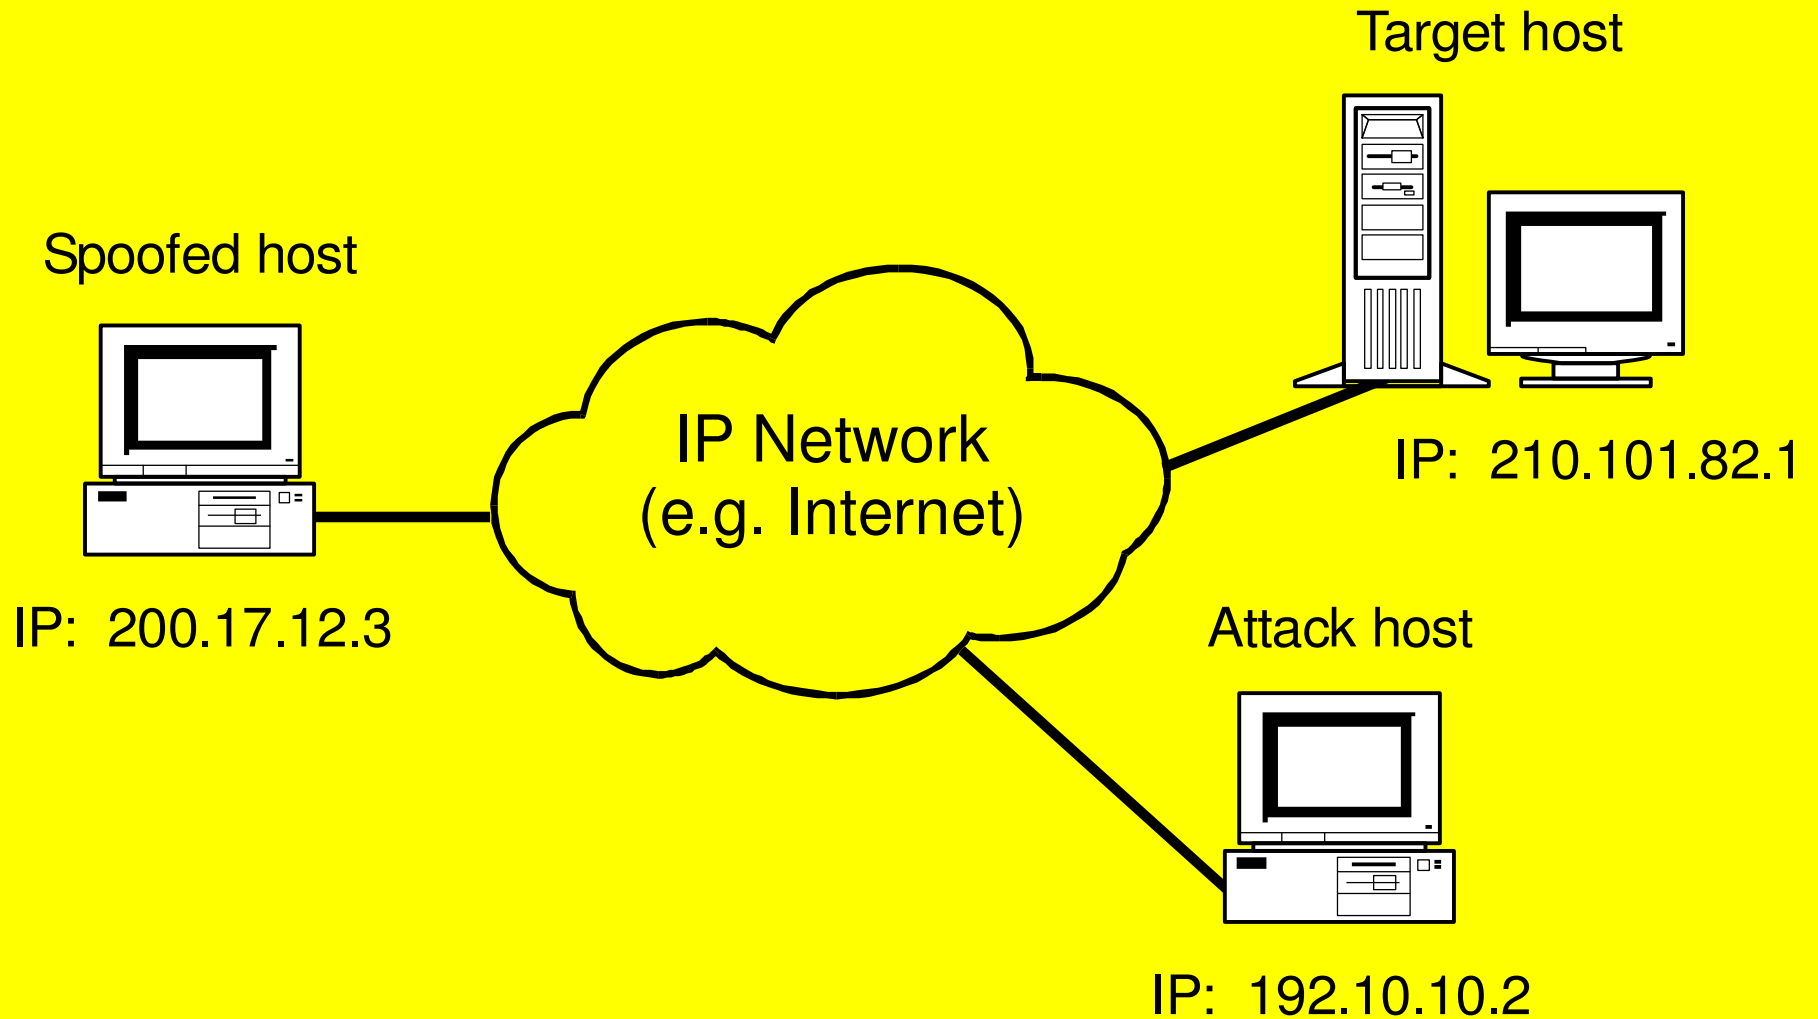 Target host
Spoofed host
IP Network
(e.g. Internet)
IP: 210.101.82.1
IP: 200.17.12.3
Attack host
IP: 192.10.10.2